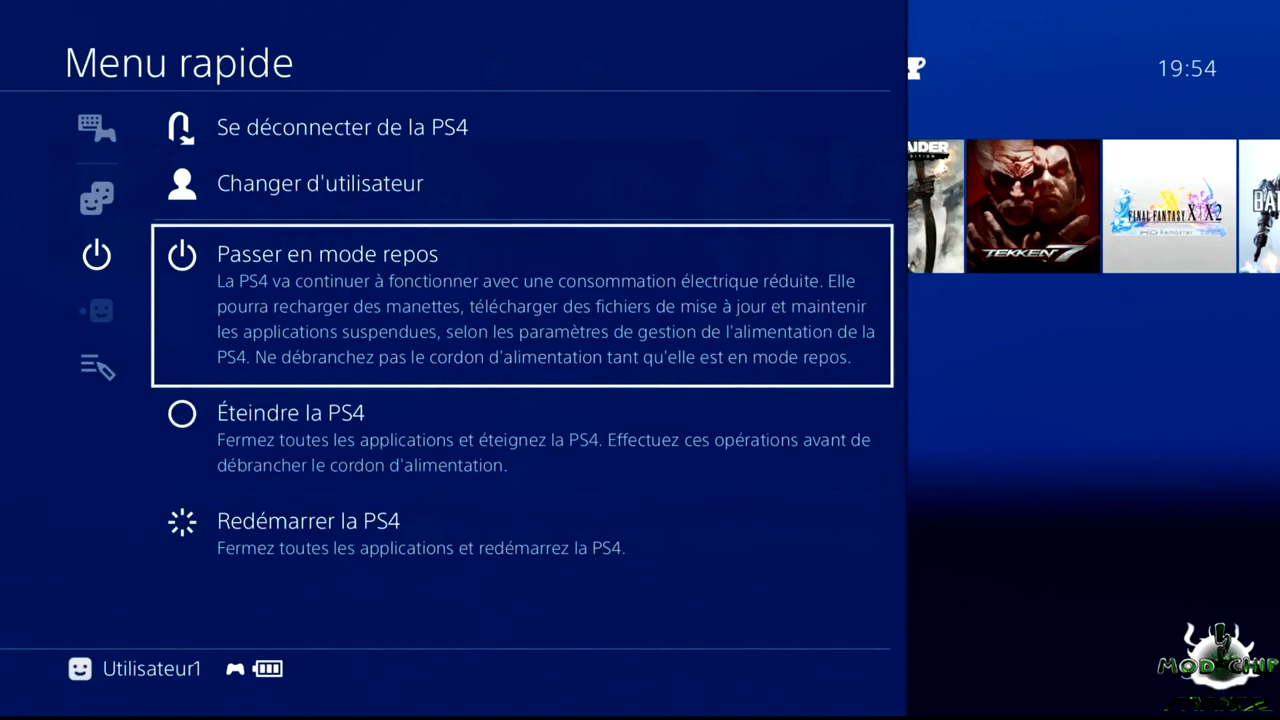 Menu rapide
19:54
Se déconnecter de la PS4
Changer d'utilisateur
Passer en mode repos
La PS4 va continuer à fonctionner avec une consommation électrique réduite. Elle
pourra recharger des manettes, télécharger des fichiers de mise à jour et maintenir
les applications suspendues, selon les paramètres de gestion de l'alimentation de la
PS4. Ne débranchez pas le cordon d'alimentation tant qu'elle est en mode repos.
Éteindre la PS4
Fermez toutes les applications et éteignez la PS4. Effectuez ces opérations avant de
débrancher le cordon d'alimentation.
Redémarrer la PS4
Fermez toutes les applications et redémarrez la PS4.
Utilisateur1
AIDER
TEKKEN 7
FINAL FANTASY X|X2
HD Remaster
BA
MOD CHIP